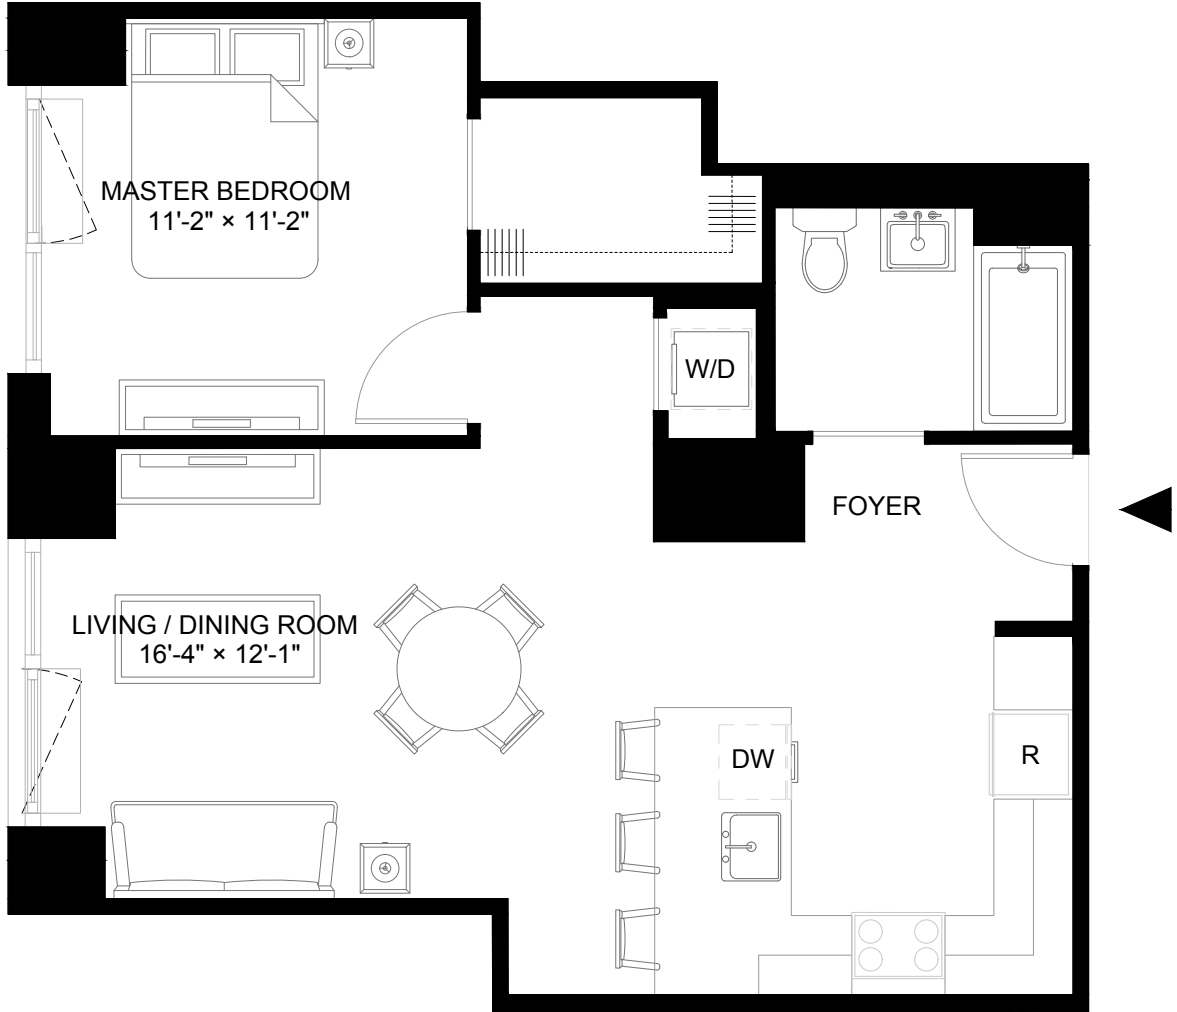 MASTER BEDROOM
11'-2" × 11'-2"
W/D
FOYER
LIVING / DINING ROOM
16'-4" × 12'-1"
DW
R